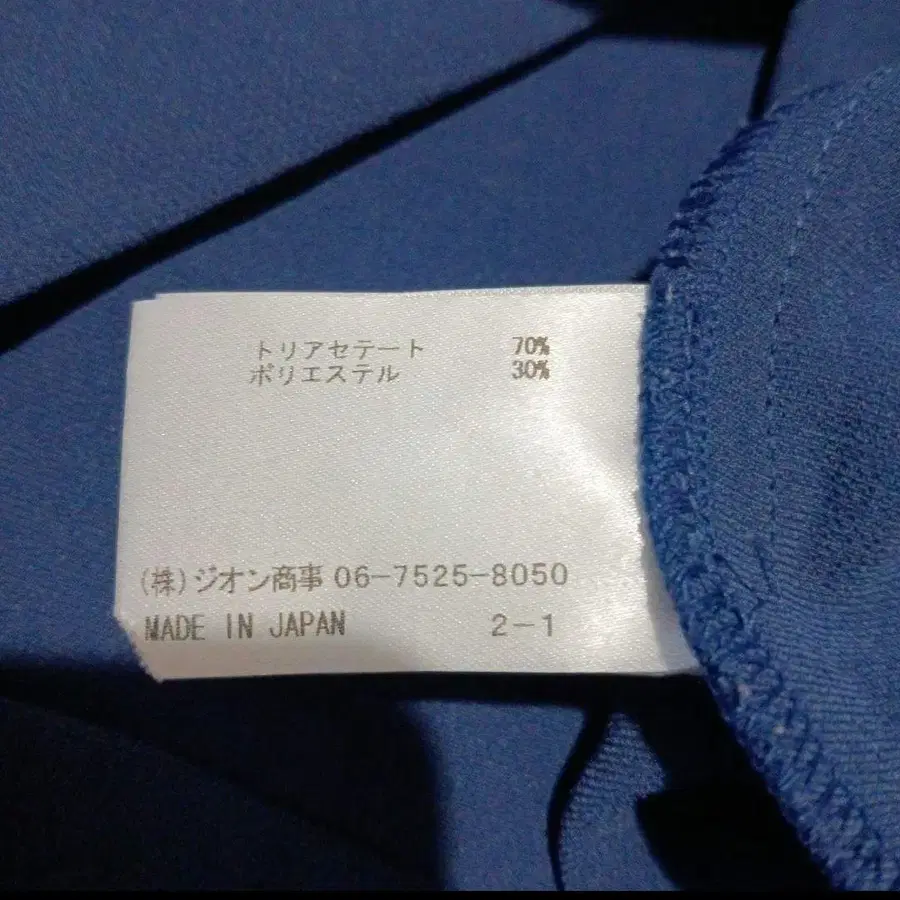 トリアセテート 70%
ポリエステル 30%
(株)ジオン商事 06-7525-8050
MADE IN JAPAN 2-1